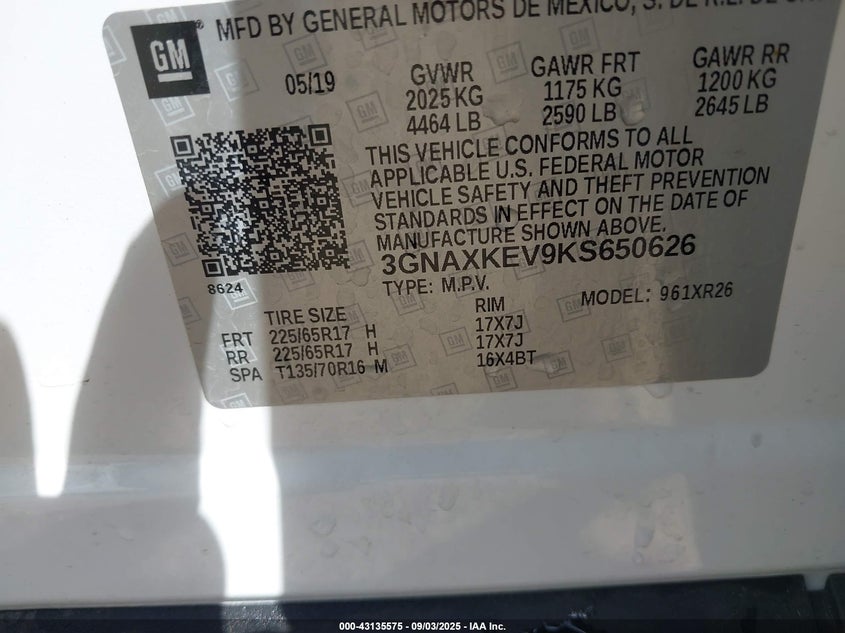 GM
MFD BY GENERAL MOTORS DE MEXICO, S. DE R.L. DE
05/19
GVWR
2025 KG
4464 LB
GAWR FRT
1175 KG
2590 LB
GAWR RR
1200 KG
2645 LB
THIS VEHICLE CONFORMS TO ALL
APPLICABLE U.S. FEDERAL MOTOR
VEHICLE SAFETY AND THEFT PREVENTION
STANDARDS IN EFFECT ON THE DATE OF
MANUFACTURE SHOWN ABOVE.
3GNAXKEV9KS650626
8624
TYPE: M.P.V.
MODEL: 961XR26
TIRE SIZE RIM
FRT 225/65R17 H 17X7J
RR 225/65R17 H 17X7J
SPA T135/70R16 M 16X4BT
000-43135575 - 09/03/2025 - IAA Inc.